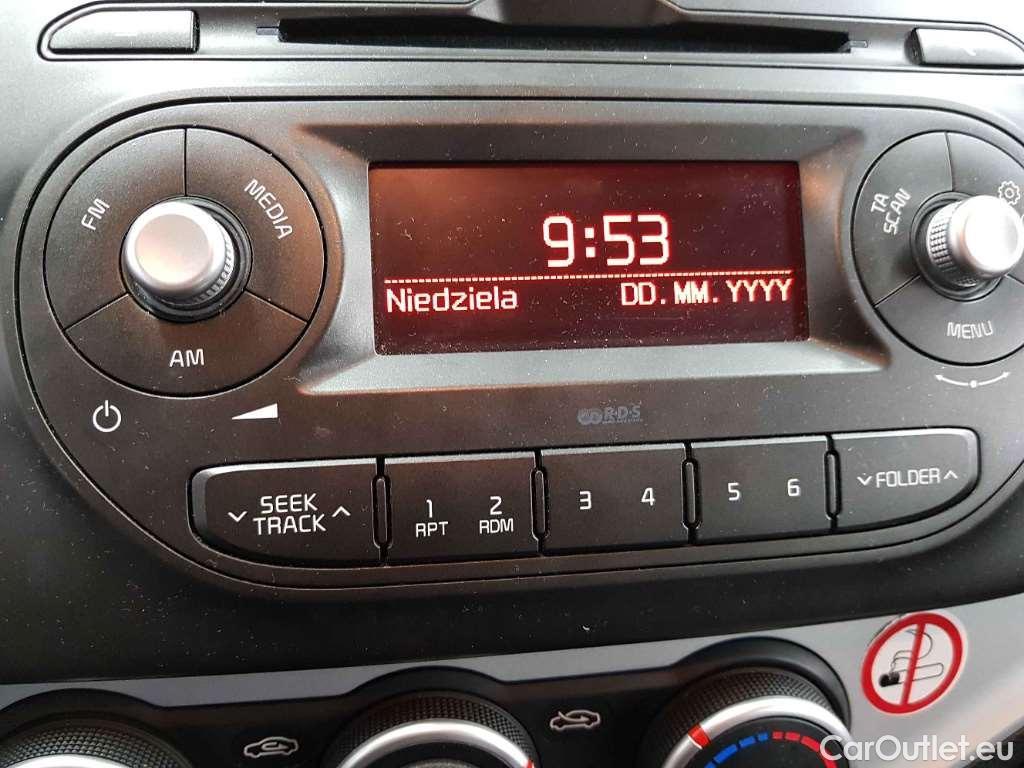 FM
MEDIA
AM
9:53
Niedziela DD.MM.YYYY
TA
SCAN
MENU
R·D·S
SEEK
TRACK
1
RPT
2
RDM
3 4
5 6
FOLDER
CarOutlet.eu